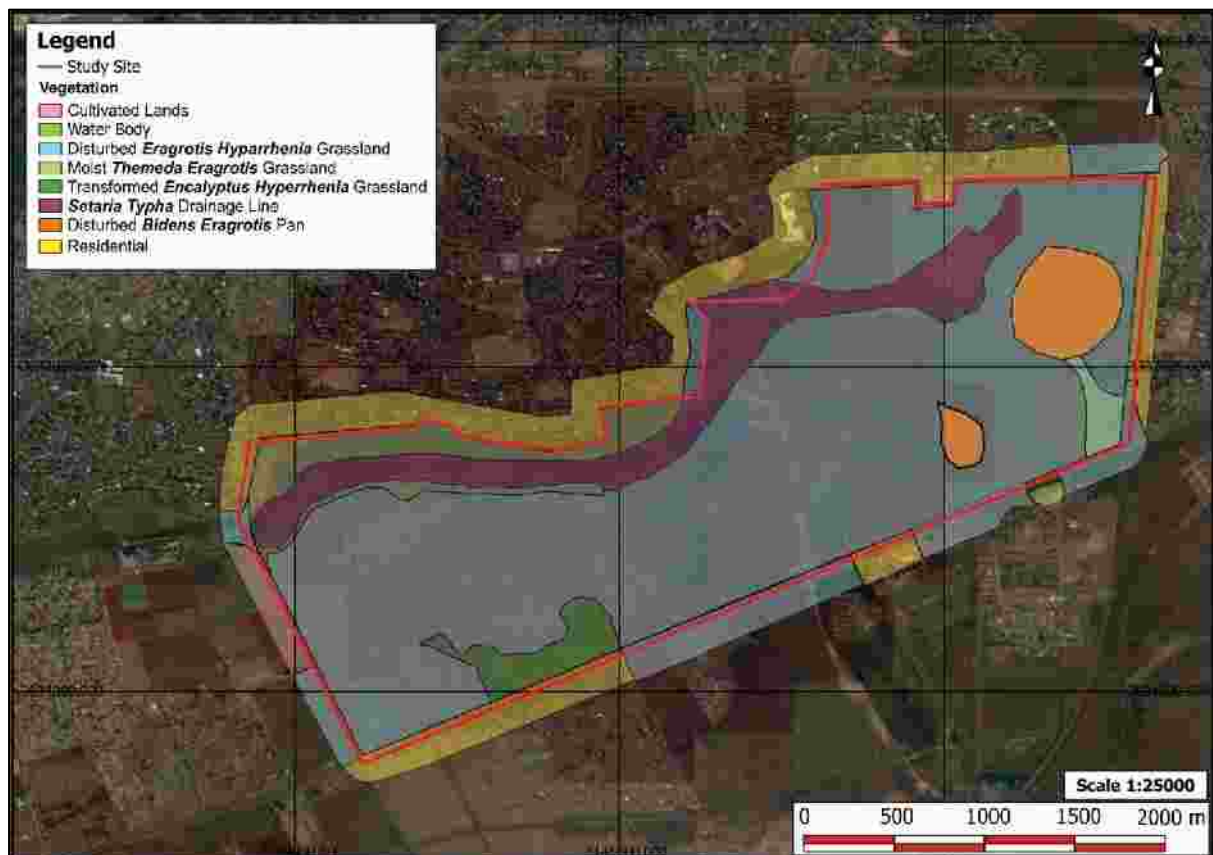 Legend
Study Site
Vegetation
Cultivated Lands
Water Body
Disturbed Eragrotis Hyparrhenia Grassland
Moist Themeda Eragrotis Grassland
Transformed Encalyptus Hyperrhenia Grassland
Setaria Typha Drainage Line
Disturbed Bidens Eragrotis Pan
Residential
Scale 1:25000
0 500 1000 1500 2000 m